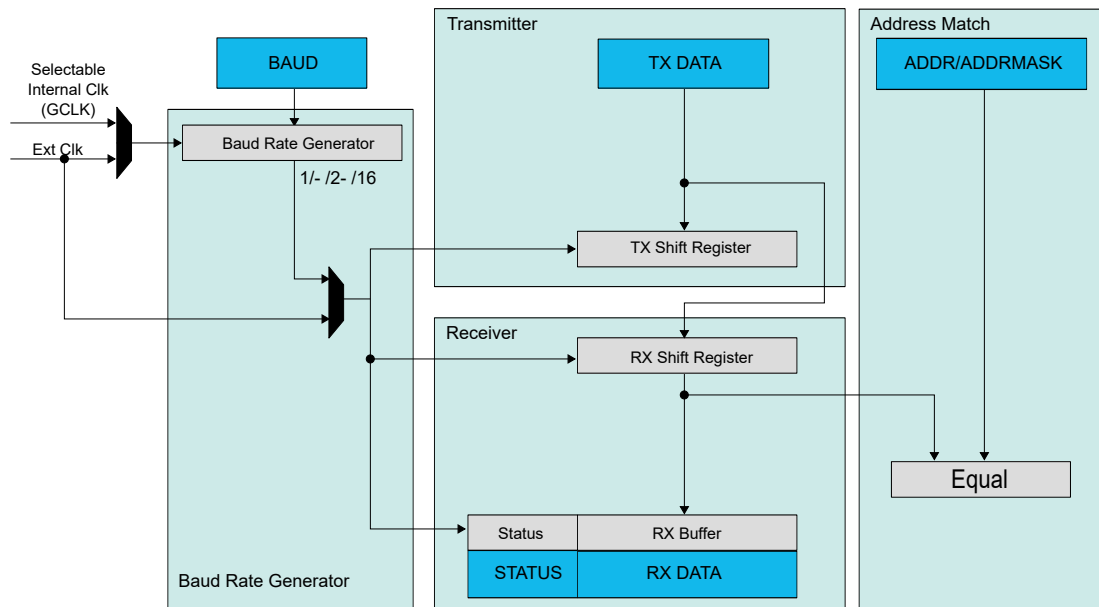 Transmitter
Address Match
BAUD
TX DATA
ADDR/ADDRMASK
Selectable
Internal Clk
(GCLK)
Ext Clk
Baud Rate Generator
1/- /2- /16
TX Shift Register
Receiver
RX Shift Register
Equal
Status
RX Buffer
STATUS
RX DATA
Baud Rate Generator